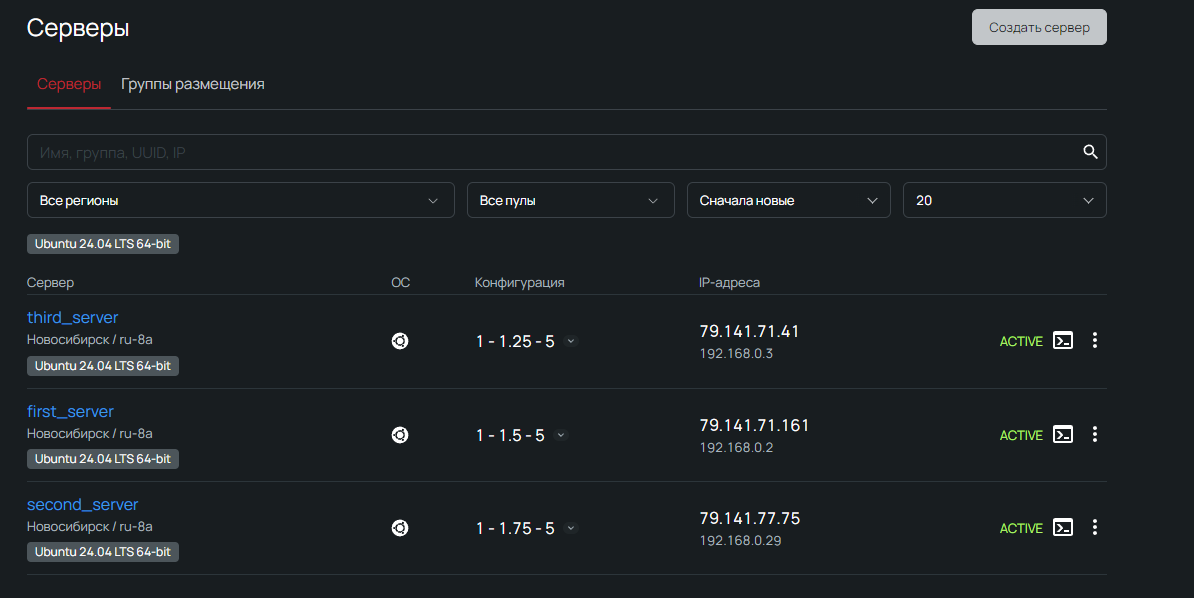 Серверы
Создать сервер
Серверы Группы размещения
Имя, группа, UUID, IP
Все регионы Все пулы Сначала новые 20
Ubuntu 24.04 LTS 64-bit
Сервер ОС Конфигурация IP-адреса
third_server
Новосибирск / ru-8a
Ubuntu 24.04 LTS 64-bit
1 - 1.25 - 5
79.141.71.41
192.168.0.3
ACTIVE
first_server
Новосибирск / ru-8a
Ubuntu 24.04 LTS 64-bit
1 - 1.5 - 5
79.141.71.161
192.168.0.2
ACTIVE
second_server
Новосибирск / ru-8a
Ubuntu 24.04 LTS 64-bit
1 - 1.75 - 5
79.141.77.75
192.168.0.29
ACTIVE